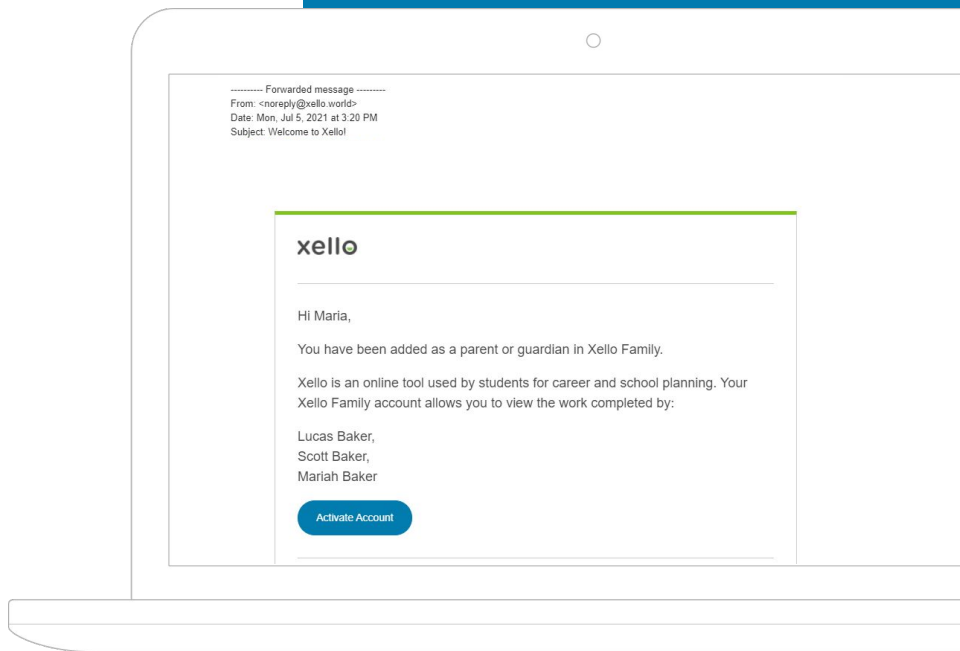 ---------- Forwarded message ---------
From: <noreply@xello.world>
Date: Mon, Jul 5, 2021 at 3:20 PM
Subject: Welcome to Xello!
xello
Hi Maria,
You have been added as a parent or guardian in Xello Family.
Xello is an online tool used by students for career and school planning. Your
Xello Family account allows you to view the work completed by:
Lucas Baker,
Scott Baker,
Mariah Baker
Activate Account